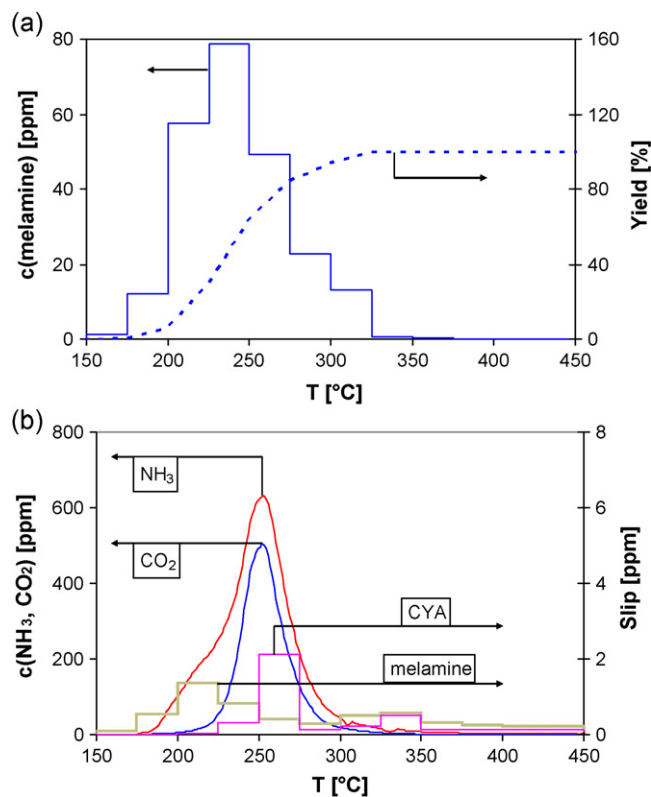 (a)
80
60
40
20
0
c(melamine) [ppm]
160
120
80
40
0
Yield [%]
150 200 250 300 350 400 450
T [°C]
(b)
800
600
400
200
0
c(NH₃, CO₂) [ppm]
NH₃
CO₂
CYA
melamine
8
6
4
2
0
Slip [ppm]
150 200 250 300 350 400 450
T [°C]